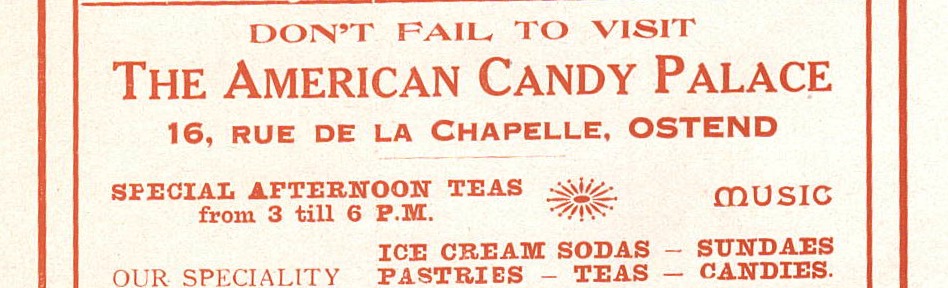 DON'T FAIL TO VISIT
THE AMERICAN CANDY PALACE
16, RUE DE LA CHAPELLE, OSTEND
SPECIAL AFTERNOON TEAS
from 3 till 6 P.M.
MUSIC
OUR SPECIALITY
ICE CREAM SODAS – SUNDAES
PASTRIES – TEAS – CANDIES.